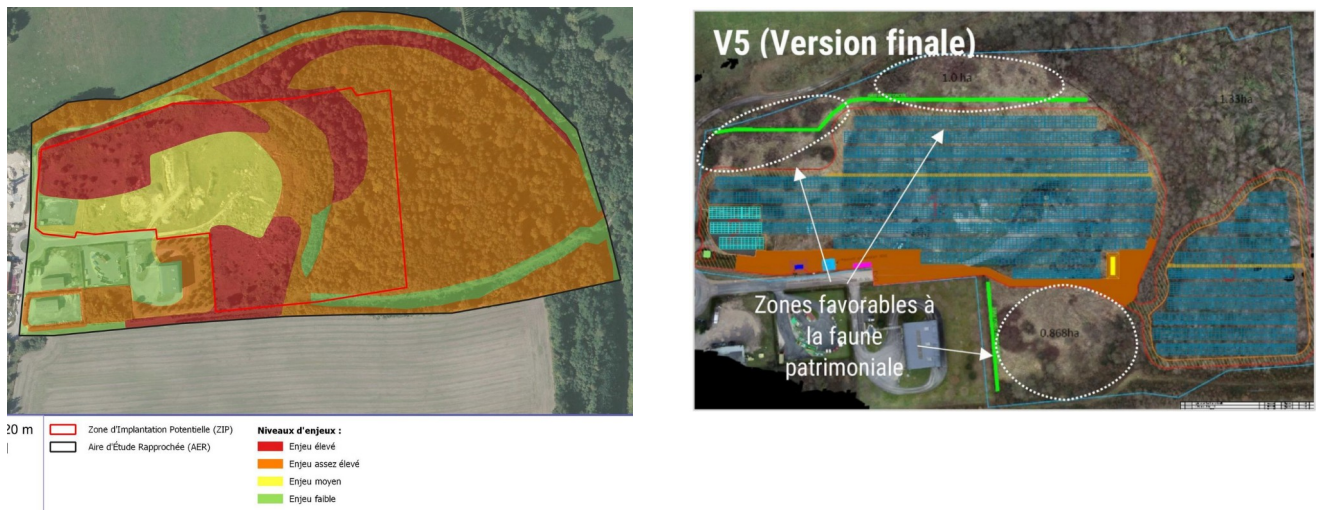 20 m
Zone d'Implantation Potentielle (ZIP)
Aire d'Étude Rapprochée (AER)
Niveaux d'enjeux :
Enjeu élevé
Enjeu assez élevé
Enjeu moyen
Enjeu faible
V5 (Version finale)
1.0 ha
1.33ha
Zones favorables à
la faune
patrimoniale
0.868ha